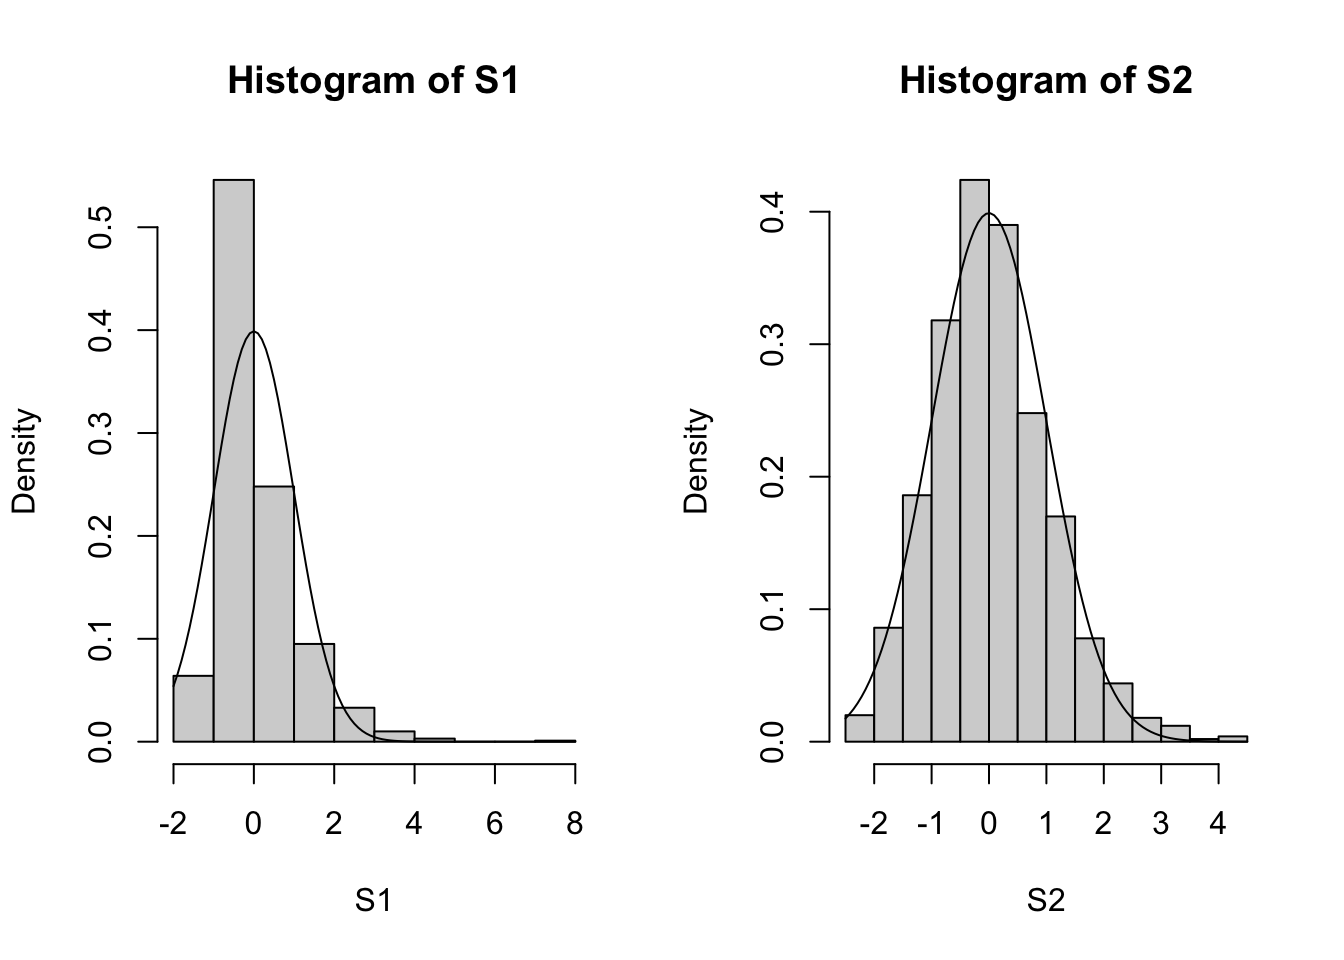 Histogram of S1
Density
0.0 0.1 0.2 0.3 0.4 0.5
-2 0 2 4 6 8
S1
Histogram of S2
Density
0.0 0.1 0.2 0.3 0.4
-2 -1 0 1 2 3 4
S2